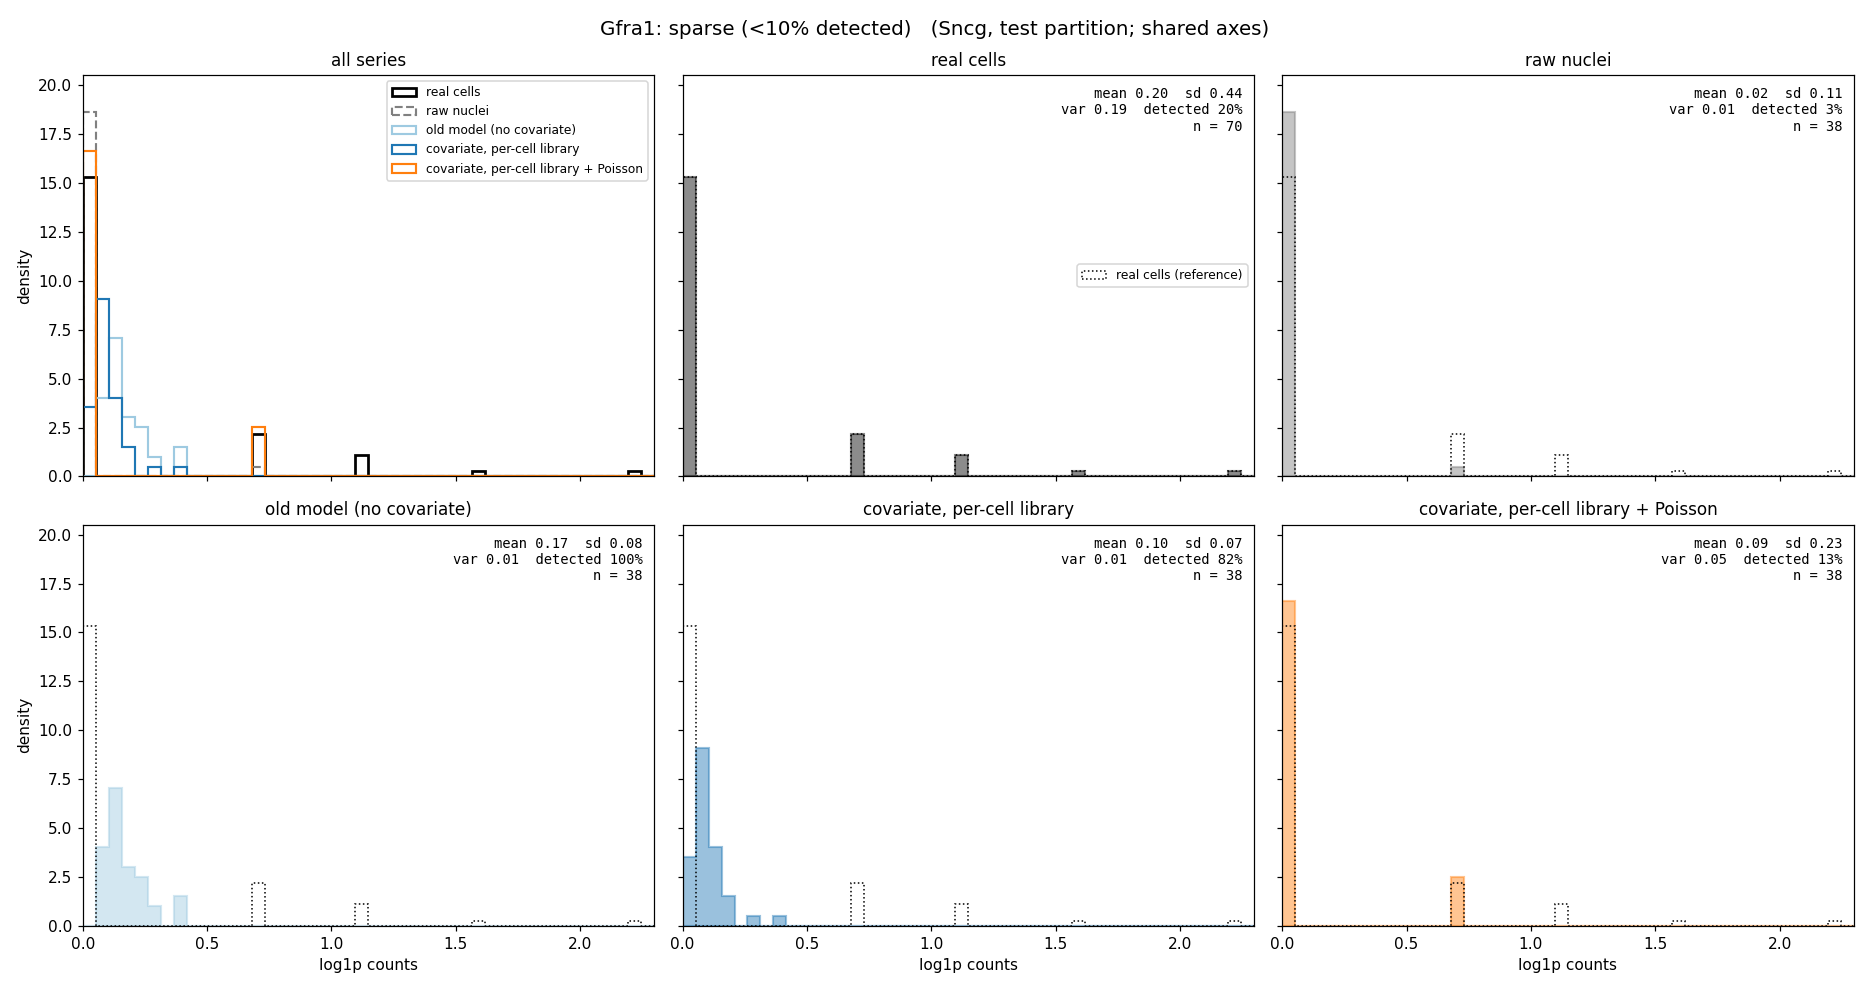 Gfra1: sparse (<10% detected)   (Sncg, test partition; shared axes)
all series
20.0
17.5
15.0
12.5
10.0
7.5
5.0
2.5
0.0
density
real cells
raw nuclei
old model (no covariate)
covariate, per-cell library
covariate, per-cell library + Poisson
real cells
mean 0.20  sd 0.44
var 0.19  detected 20%
n = 70
real cells (reference)
raw nuclei
mean 0.02  sd 0.11
var 0.01  detected 3%
n = 38
old model (no covariate)
20.0
17.5
15.0
12.5
10.0
7.5
5.0
2.5
0.0
density
mean 0.17  sd 0.08
var 0.01  detected 100%
n = 38
0.0 0.5 1.0 1.5 2.0
log1p counts
covariate, per-cell library
mean 0.10  sd 0.07
var 0.01  detected 82%
n = 38
0.0 0.5 1.0 1.5 2.0
log1p counts
covariate, per-cell library + Poisson
mean 0.09  sd 0.23
var 0.05  detected 13%
n = 38
0.0 0.5 1.0 1.5 2.0
log1p counts